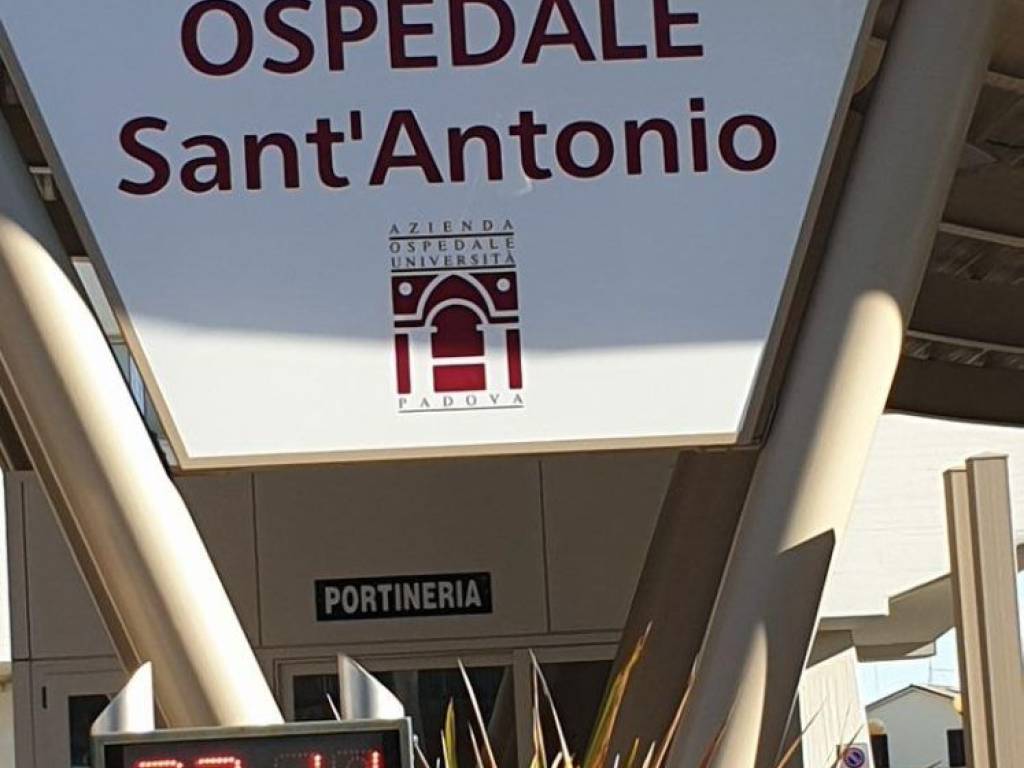 OSPEDALE
Sant'Antonio
AZIENDA
OSPEDALE
UNIVERSITÀ
PADOVA
PORTINERIA